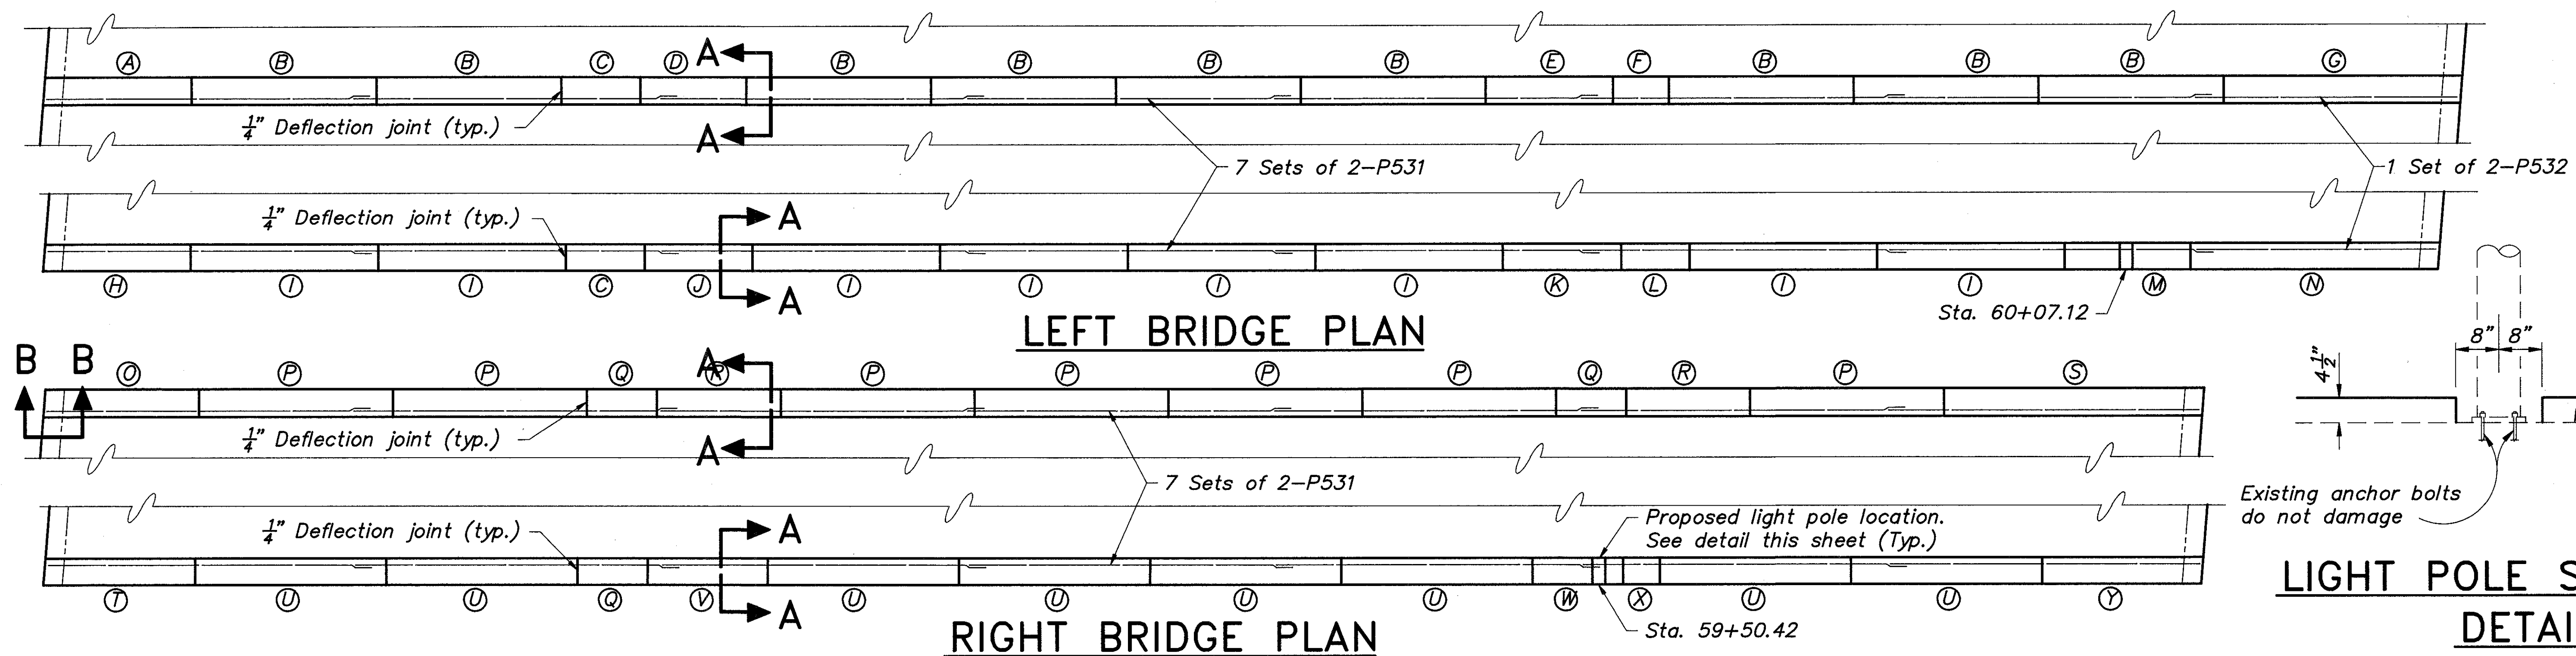 A B B C D A B B B B E F B B B G
1/4" Deflection joint (typ.)
A
7 Sets of 2-P531
1 Set of 2-P532
1/4" Deflection joint (typ.)
A
H I I C J A I I I I K L I I M N
Sta. 60+07.12
LEFT BRIDGE PLAN
B B O P P Q R A P P P P Q R P S
1/4" Deflection joint (typ.)
A
7 Sets of 2-P531
1/4" Deflection joint (typ.)
A
Proposed light pole location.
See detail this sheet (Typ.)
T U U Q V A U U U U W X U U Y
Sta. 59+50.42
RIGHT BRIDGE PLAN
8" 8"
4 1/2"
Existing anchor bolts
do not damage
LIGHT POLE S
DETAI